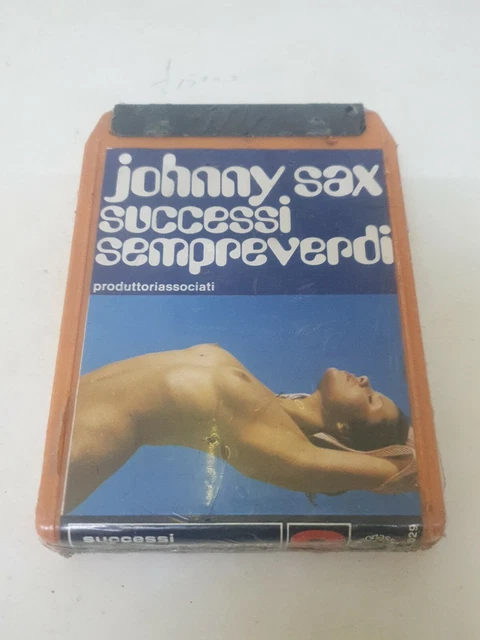 johnny sax
successi
sempreverdi
produttoriassociati
successi